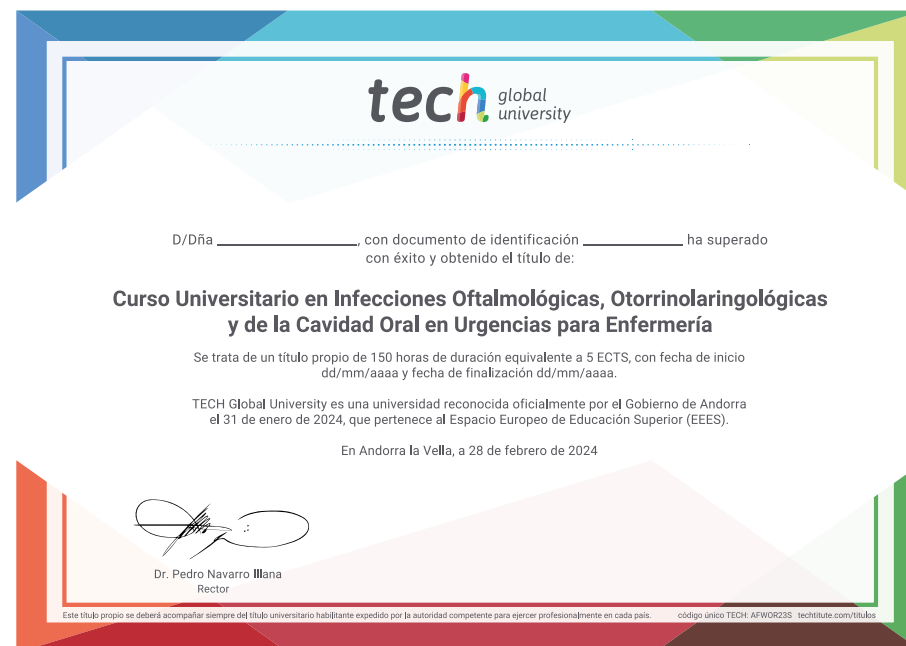 tech global university
D/Dña ________________, con documento de identificación ____________ ha superado
con éxito y obtenido el título de:
Curso Universitario en Infecciones Oftalmológicas, Otorrinolaringológicas
y de la Cavidad Oral en Urgencias para Enfermería
Se trata de un título propio de 150 horas de duración equivalente a 5 ECTS, con fecha de inicio
dd/mm/aaaa y fecha de finalización dd/mm/aaaa.
TECH Global University es una universidad reconocida oficialmente por el Gobierno de Andorra
el 31 de enero de 2024, que pertenece al Espacio Europeo de Educación Superior (EEES).
En Andorra la Vella, a 28 de febrero de 2024
Dr. Pedro Navarro Illana
Rector
Este título propio se deberá acompañar siempre del título universitario habilitante expedido por la autoridad competente para ejercer profesionalmente en cada país. código único TECH: AFWOR23S techtitute.com/titulos